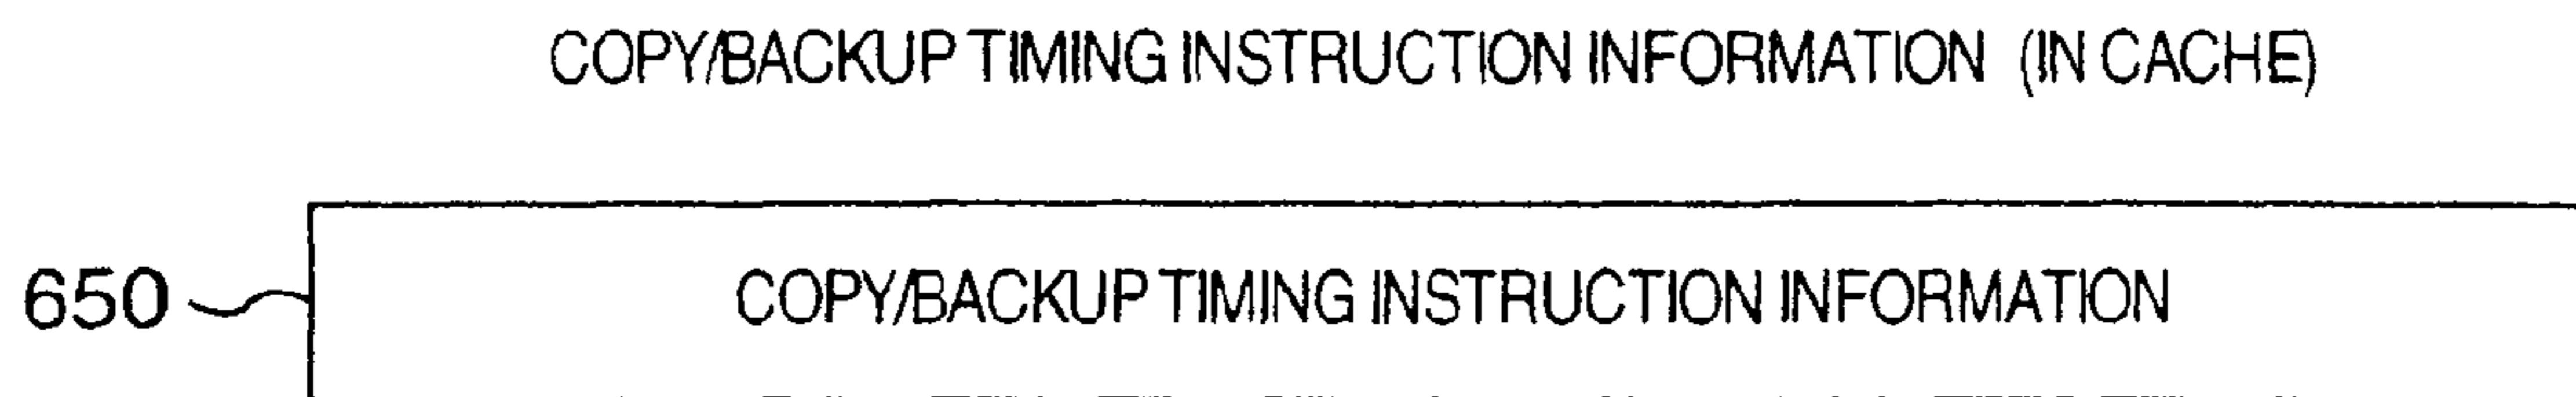 COPY/BACKUP TIMING INSTRUCTION INFORMATION (IN CACHE)
650 COPY/BACKUP TIMING INSTRUCTION INFORMATION